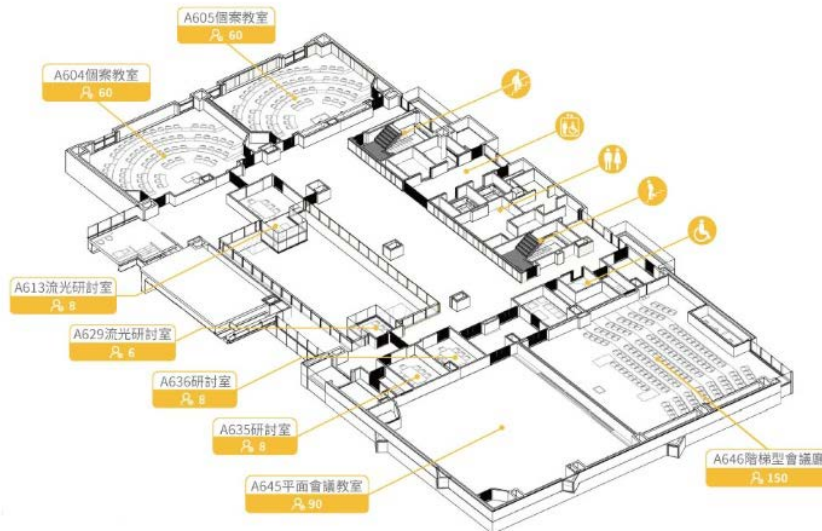 A605個案教室
60
A604個案教室
60
A613流光研討室
8
A629流光研討室
6
A636研討室
8
A635研討室
8
A645平面會議教室
90
A646階梯型會議廳
150